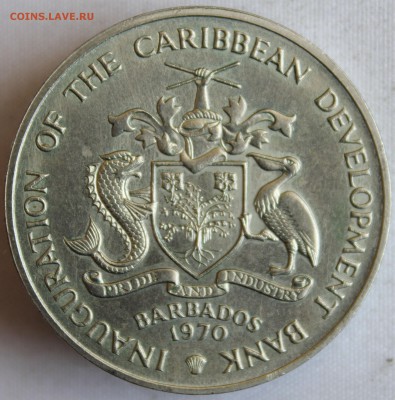 COINS.LAVE.RU
INAUGURATION OF THE CARIBBEAN DEVELOPMENT BANK
PRIDE AND INDUSTRY
BARBADOS
1970